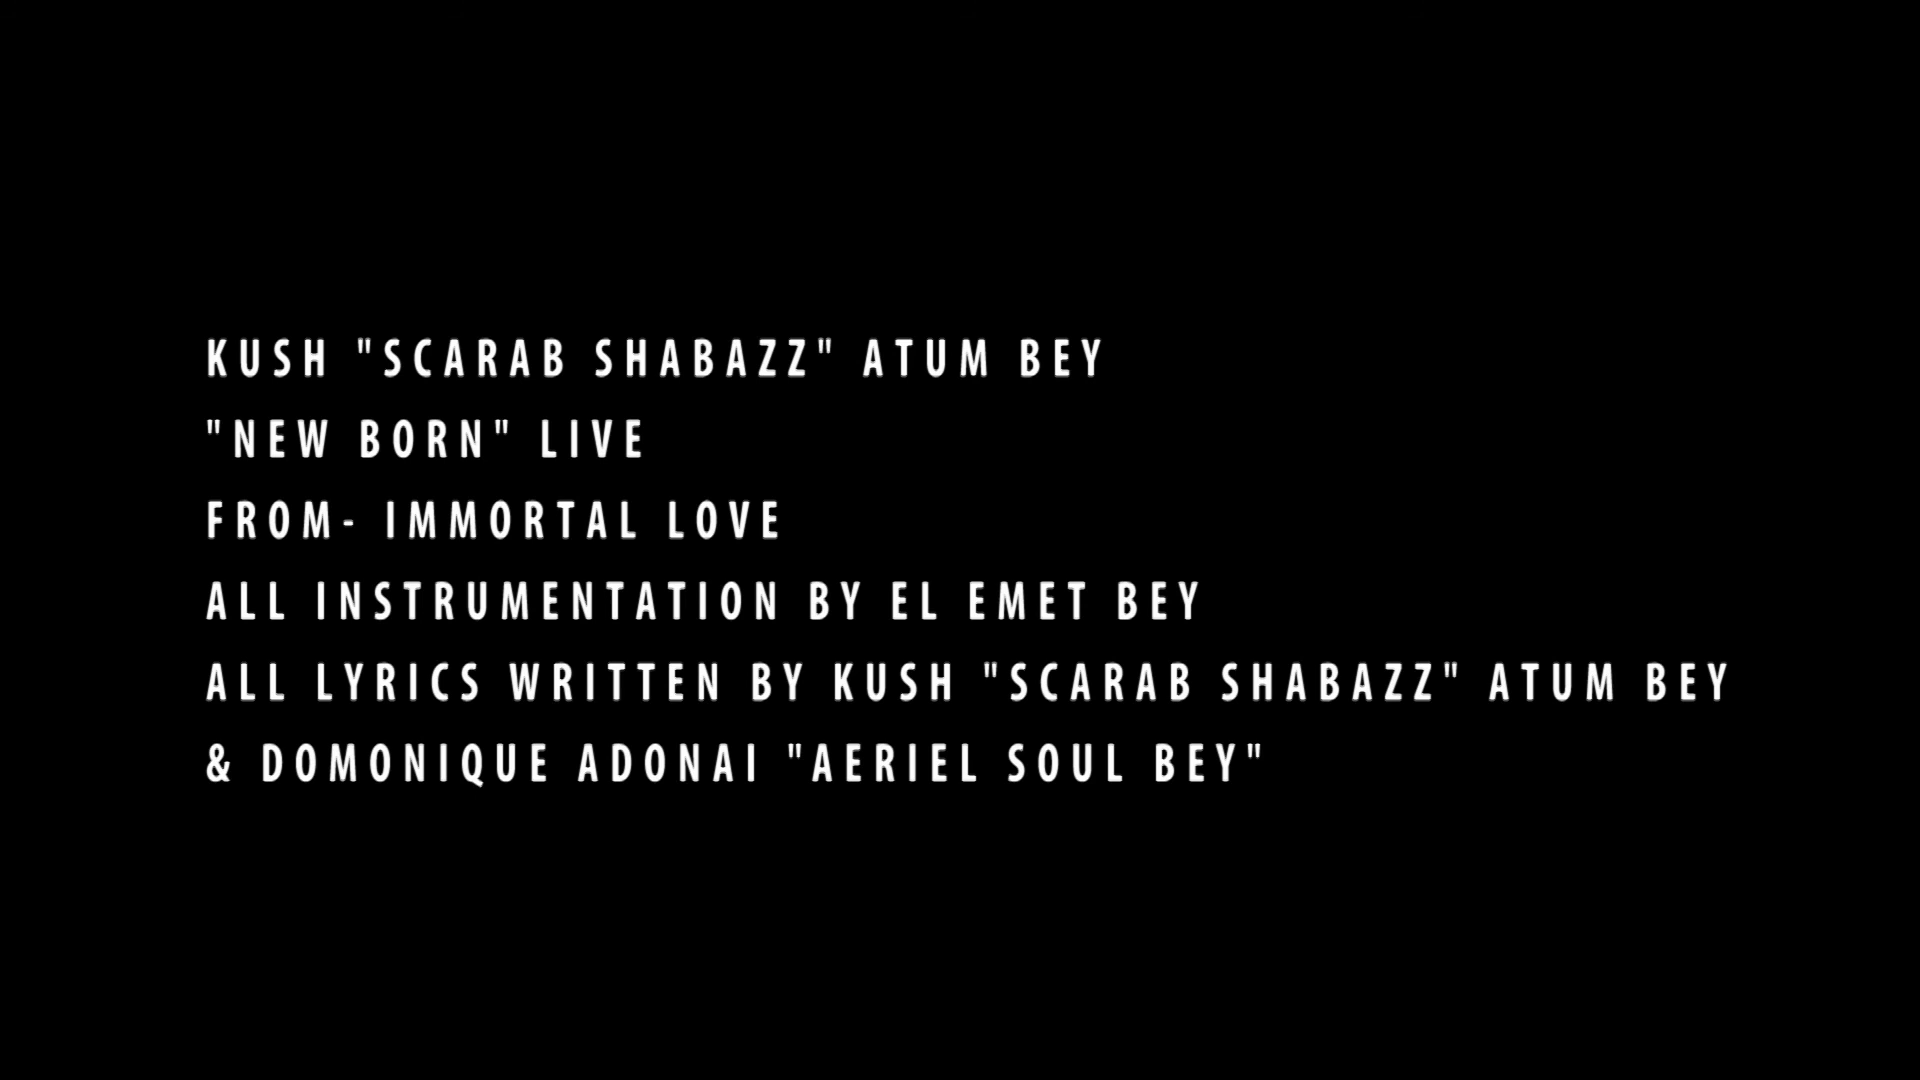 KUSH "SCARAB SHABAZZ" ATUM BEY
"NEW BORN" LIVE
FROM- IMMORTAL LOVE
ALL INSTRUMENTATION BY EL EMET BEY
ALL LYRICS WRITTEN BY KUSH "SCARAB SHABAZZ" ATUM BEY
& DOMONIQUE ADONAI "AERIEL SOUL BEY"